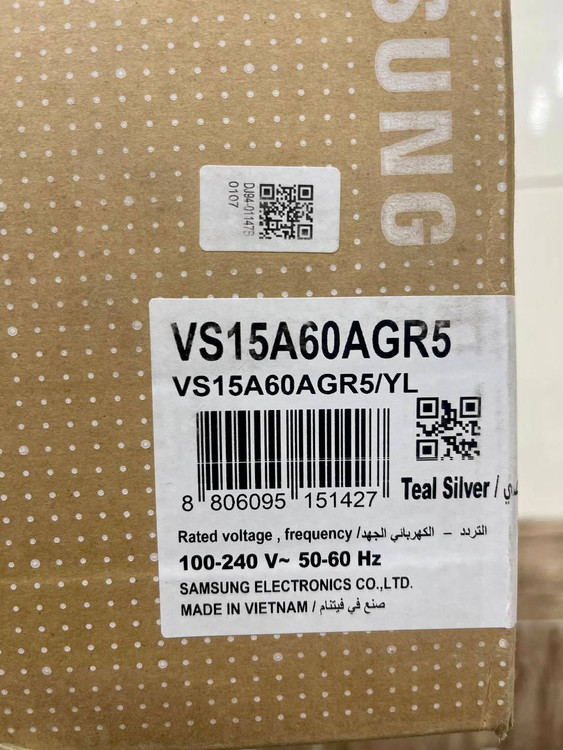 SUNG
DJ94-01147B
0107
VS15A60AGR5
VS15A60AGR5/YL
8 806095 151427
Teal Silver /
Rated voltage , frequency / التردد – الكهربائي الجهد
100-240 V~ 50-60 Hz
SAMSUNG ELECTRONICS CO.,LTD.
MADE IN VIETNAM / صنع في فيتنام